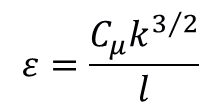 ε = C_μ k^{3/2} / l